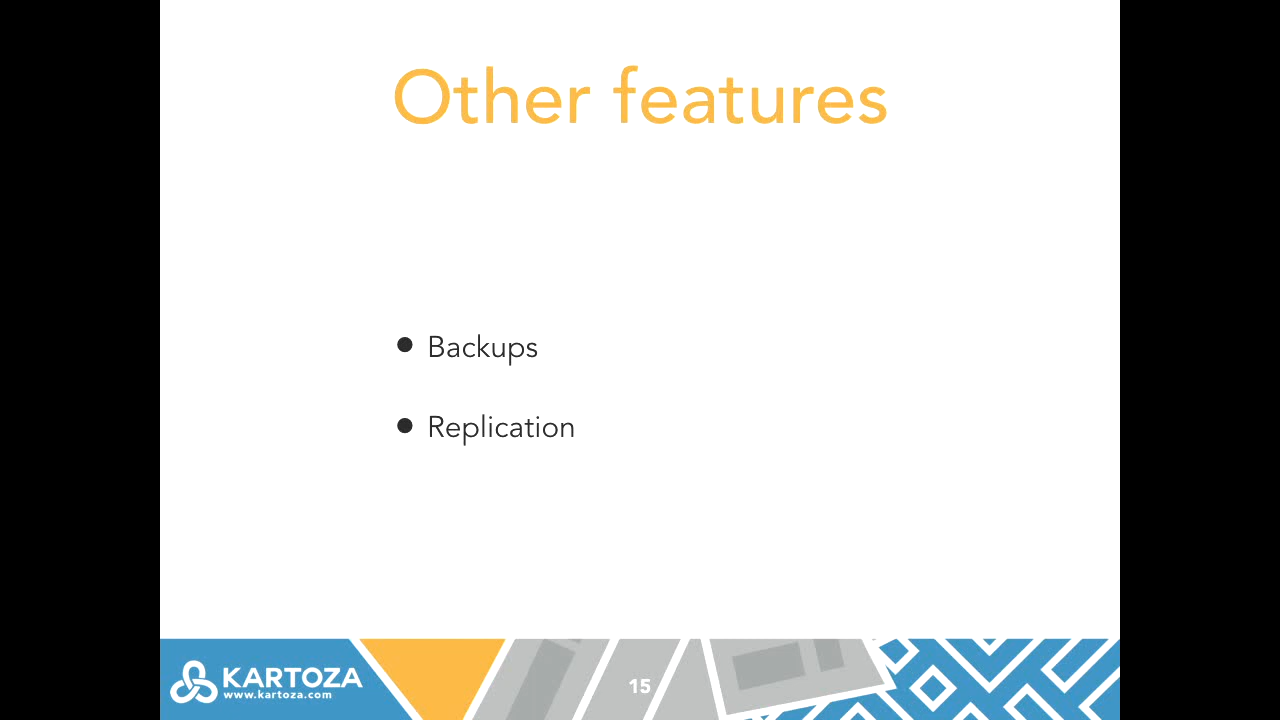 Other features
● Backups
● Replication
KARTOZA
www.kartoza.com
15